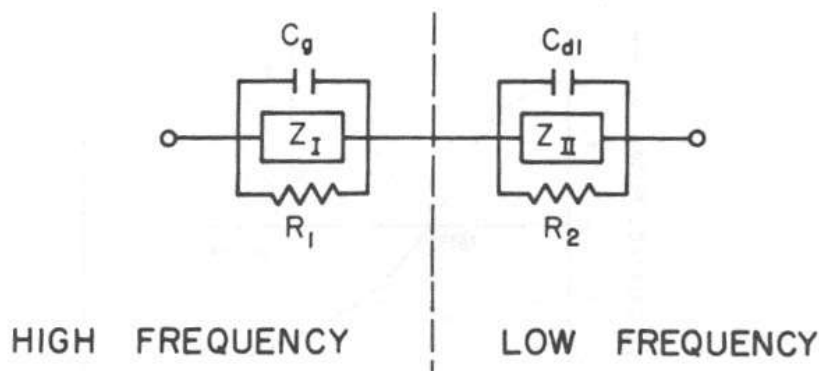 Cg Cdl
ZI ZII
R1 R2
HIGH FREQUENCY LOW FREQUENCY